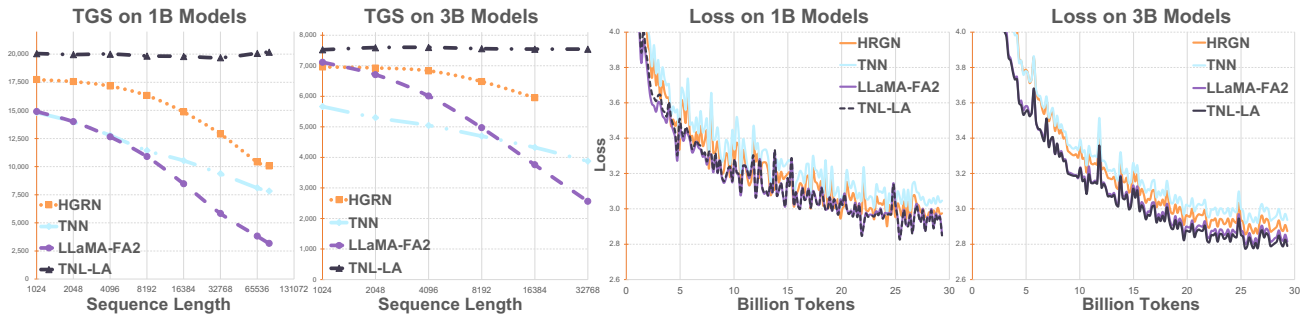 TGS on 1B Models
20,000
17,500
15,000
12,500
10,000
7,500
5,000
2,500
HGRN
TNN
LLaMA-FA2
TNL-LA
1024 2048 4096 8192 16384 32768 65536 131072
Sequence Length
TGS on 3B Models
8,000
7,000
6,000
5,000
4,000
3,000
2,000
1,000
0
HGRN
TNN
LLaMA-FA2
TNL-LA
1024 2048 4096 8192 16384 32768
Sequence Length
Loss on 1B Models
Loss
4.0
3.8
3.6
3.4
3.2
3.0
2.8
2.6
HRGN
TNN
LLaMA-FA2
TNL-LA
0 5 10 15 20 25 30
Billion Tokens
Loss on 3B Models
4.0
3.8
3.6
3.4
3.2
3.0
2.8
2.6
HRGN
TNN
LLaMA-FA2
TNL-LA
0 5 10 15 20 25 30
Billion Tokens